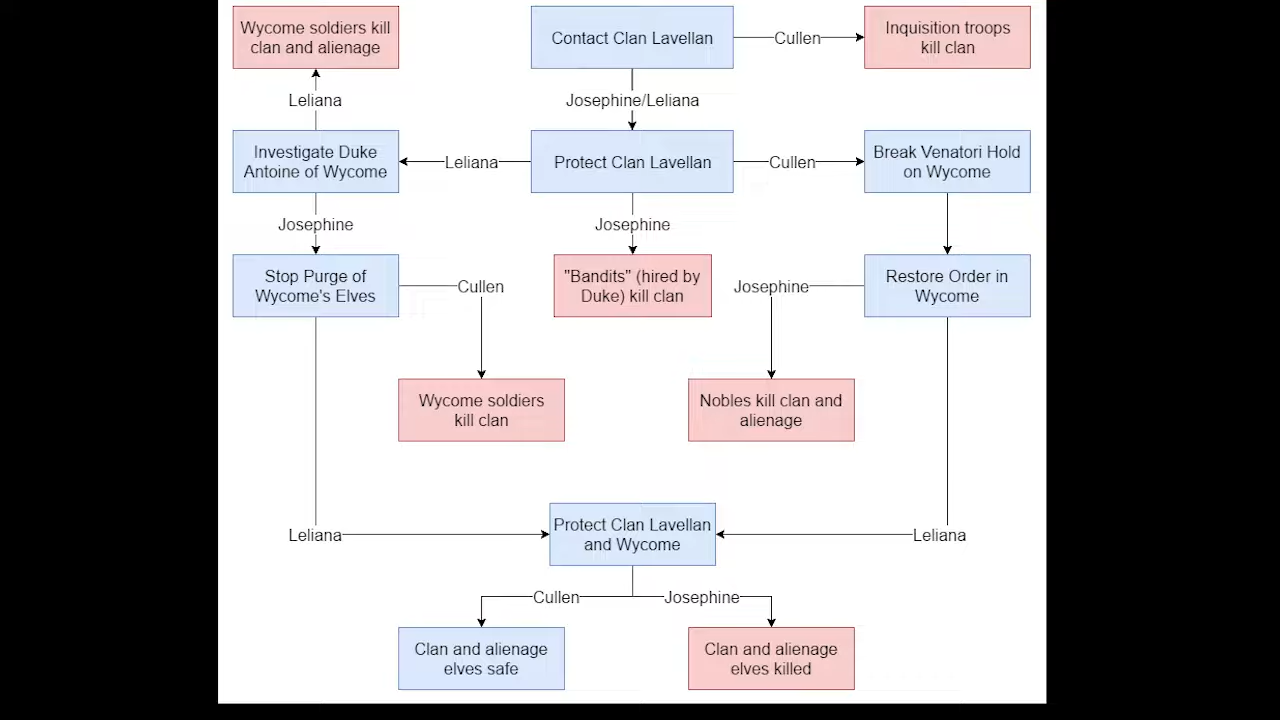 Wycome soldiers kill
clan and alienage
Contact Clan Lavellan
Cullen
Inquisition troops
kill clan
Leliana
Josephine/Leliana
Investigate Duke
Antoine of Wycome
Leliana
Protect Clan Lavellan
Cullen
Break Venatori Hold
on Wycome
Josephine
Josephine
Stop Purge of
Wycome's Elves
Cullen
"Bandits" (hired by
Duke) kill clan
Josephine
Restore Order in
Wycome
Wycome soldiers
kill clan
Nobles kill clan and
alienage
Leliana
Protect Clan Lavellan
and Wycome
Leliana
Cullen
Josephine
Clan and alienage
elves safe
Clan and alienage
elves killed